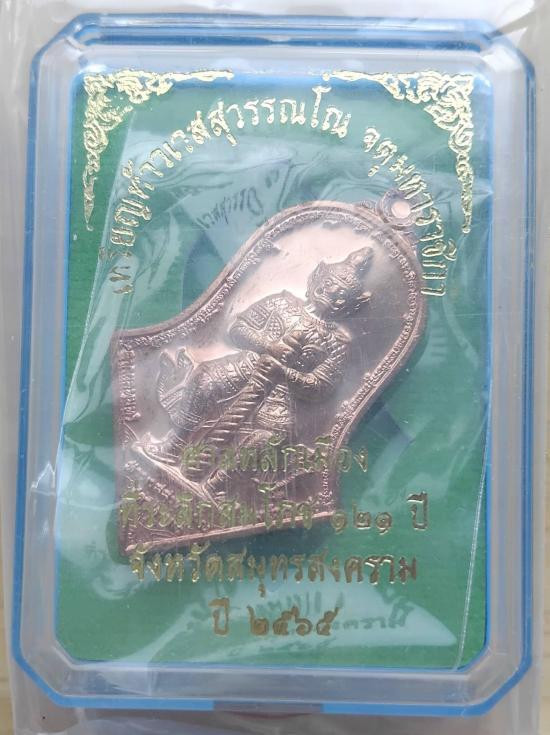 เหรียญท้าวเวสสุวรรณโณ จตุมหาราชิกา
ศาลหลักเมือง
ที่ระลึกสมโภช ๑๒๑ ปี
จังหวัดสมุทรสงคราม
ปี ๒๕๖๕